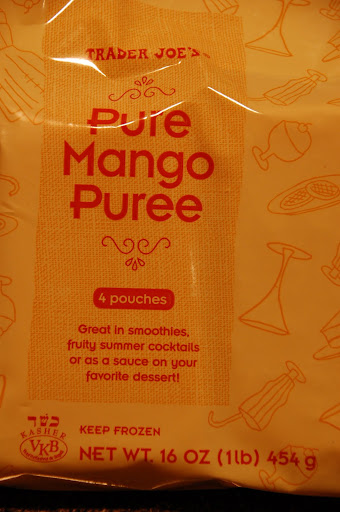 TRADER JOE'S
Pure
Mango
Puree
4 pouches
Great in smoothies,
fruity summer cocktails
or as a sauce on your
favorite dessert!
כשר
KASHER
VKB
KEEP FROZEN
NET WT. 16 OZ (1lb) 454 g